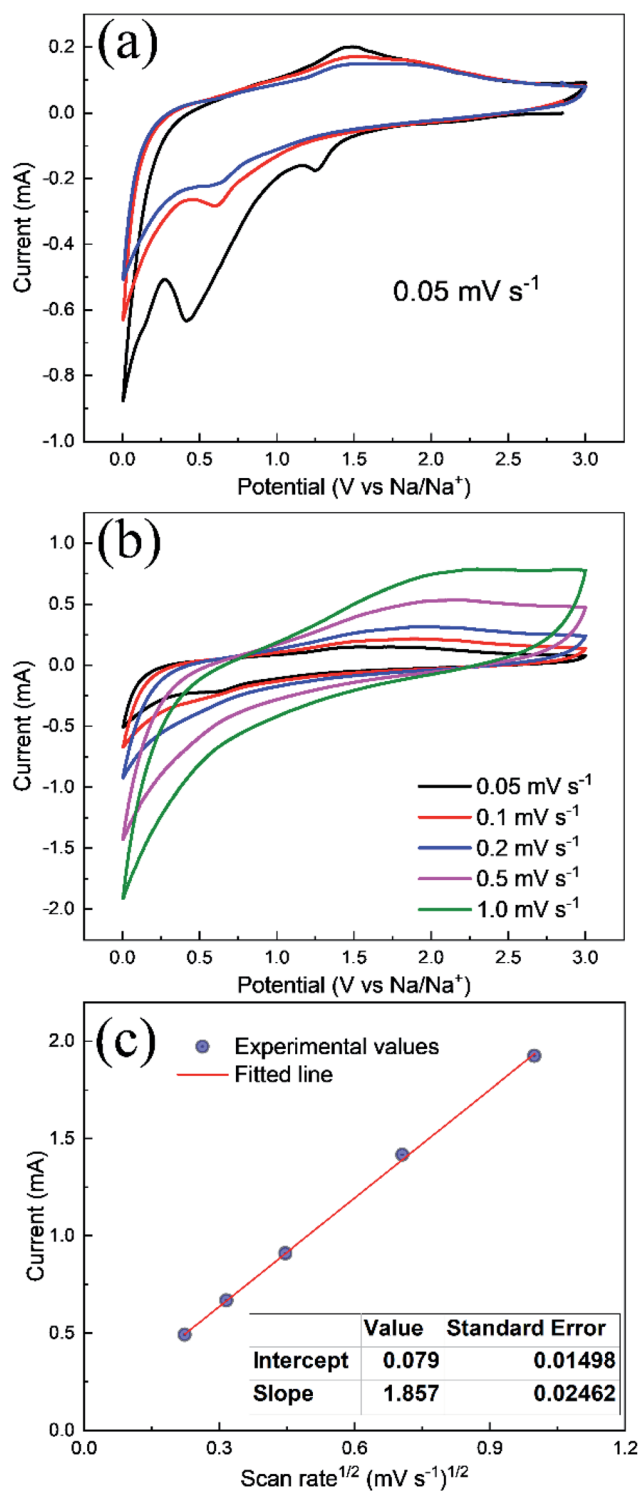 (a)
0.2
0.0
-0.2
-0.4
-0.6
-0.8
-1.0
Current (mA)
0.05 mV s⁻¹
0.0 0.5 1.0 1.5 2.0 2.5 3.0
Potential (V vs Na/Na⁺)
(b)
1.0
0.5
0.0
-0.5
-1.0
-1.5
-2.0
Current (mA)
0.05 mV s⁻¹
0.1 mV s⁻¹
0.2 mV s⁻¹
0.5 mV s⁻¹
1.0 mV s⁻¹
0.0 0.5 1.0 1.5 2.0 2.5 3.0
Potential (V vs Na/Na⁺)
(c)
2.0
1.5
1.0
0.5
0.0
Current (mA)
Experimental values
Fitted line
Value Standard Error
Intercept 0.079 0.01498
Slope 1.857 0.02462
0.0 0.3 0.6 0.9 1.2
Scan rate¹ᐟ² (mV s⁻¹)¹ᐟ²